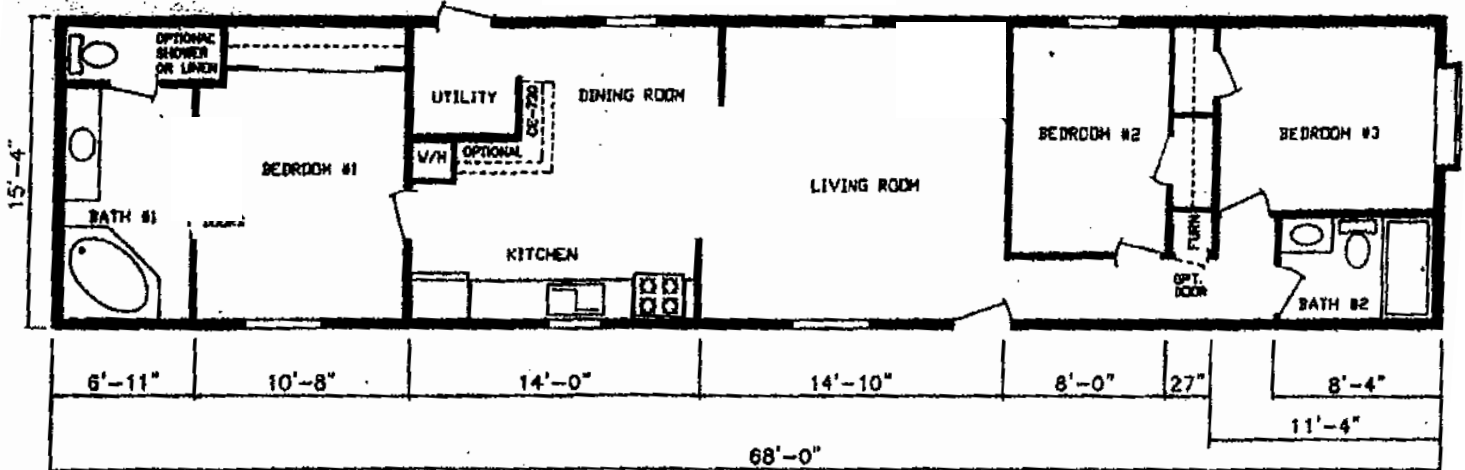 OPTIONAL
SHOWER
OR LINEN
UTILITY
DINING ROOM
CE-730
W/H
OPTIONAL
BEDROOM #1
BATH #1
KITCHEN
LIVING ROOM
BEDROOM #2
BEDROOM #3
FURN
OPT.
DOOR
BATH #2
15'-4"
6'-11"
10'-8"
14'-0"
14'-10"
8'-0"
27"
8'-4"
11'-4"
68'-0"